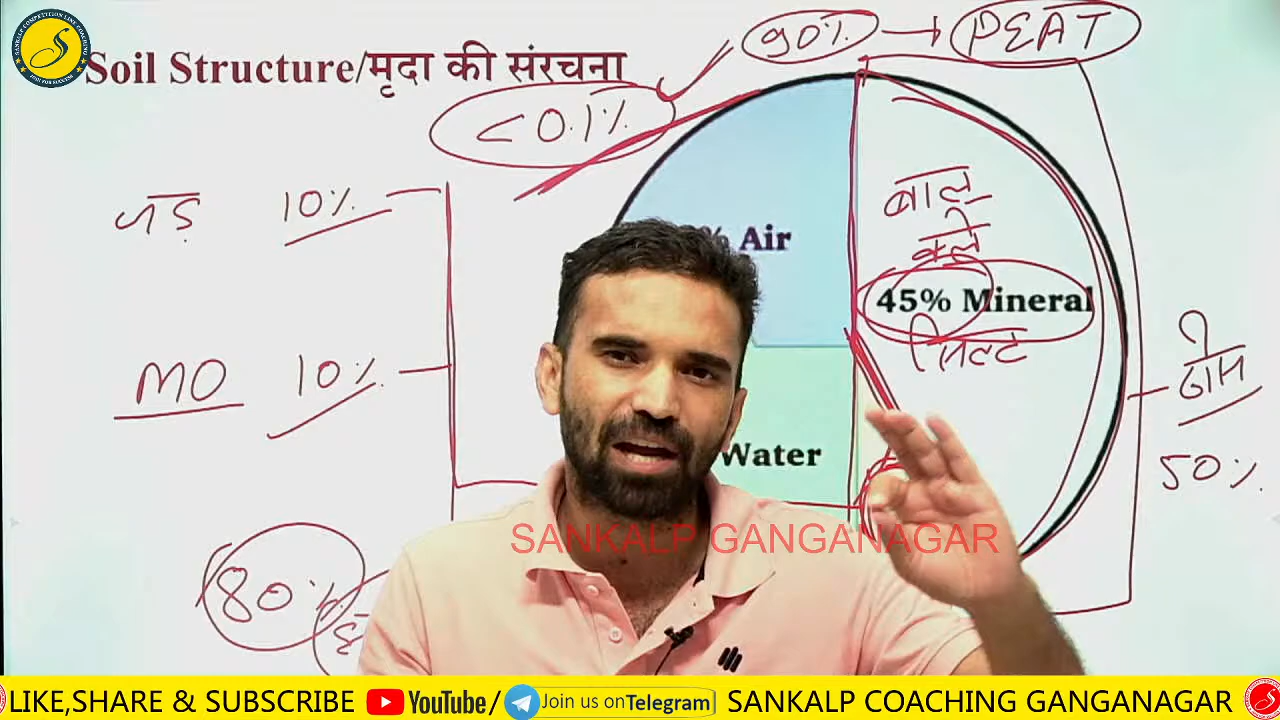 90% → PEAT
Soil Structure/मृदा की संरचना
<0.1%
जड़ 10%
बालू
% Air
क्ले
45% Mineral
सिल्ट
MO 10%
ठोस
Water
50%
SANKALP GANGANAGAR
80%
LIKE,SHARE & SUBSCRIBE YouTube/ Join us on Telegram SANKALP COACHING GANGANAGAR